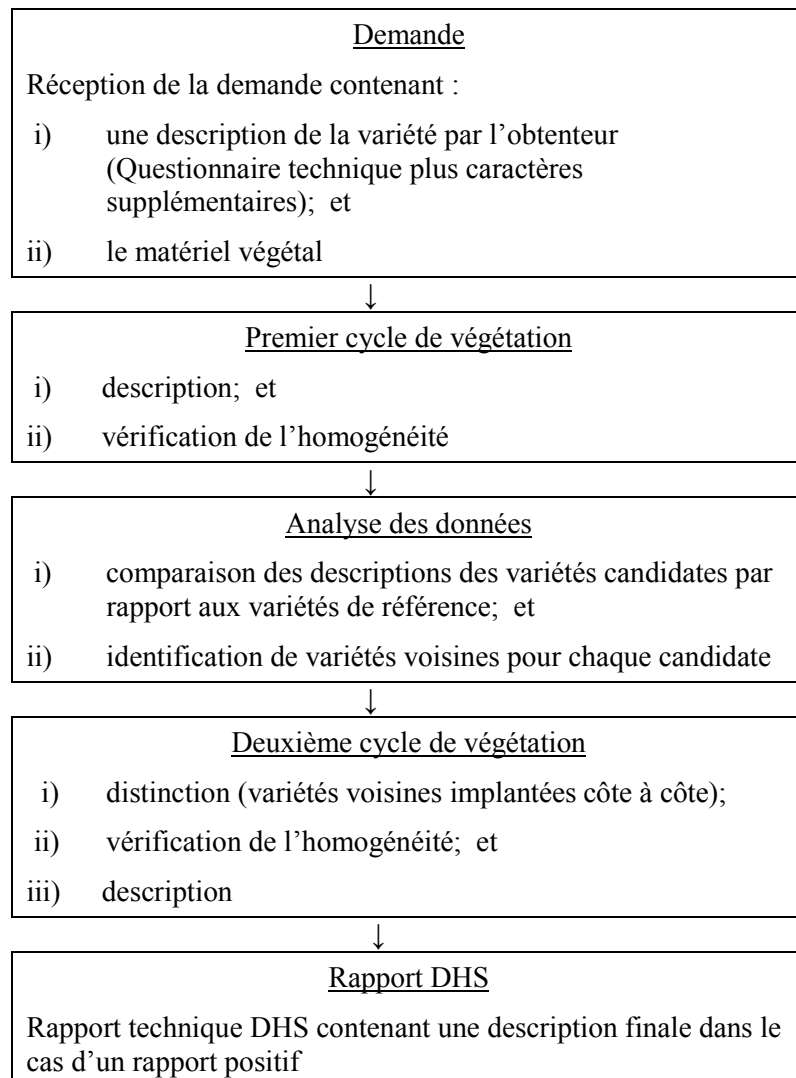 Demande
Réception de la demande contenant :
i) une description de la variété par l’obtenteur
(Questionnaire technique plus caractères
supplémentaires); et
ii) le matériel végétal
↓
Premier cycle de végétation
i) description; et
ii) vérification de l’homogénéité
↓
Analyse des données
i) comparaison des descriptions des variétés candidates par
rapport aux variétés de référence; et
ii) identification de variétés voisines pour chaque candidate
↓
Deuxième cycle de végétation
i) distinction (variétés voisines implantées côte à côte);
ii) vérification de l’homogénéité; et
iii) description
↓
Rapport DHS
Rapport technique DHS contenant une description finale dans le
cas d’un rapport positif